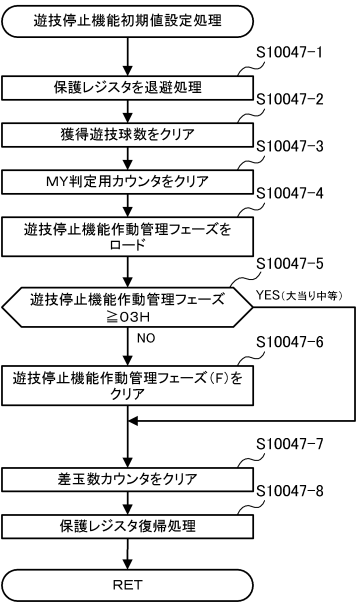 遊技停止機能初期値設定処理
S10047-1
保護レジスタを退避処理
S10047-2
獲得遊技球数をクリア
S10047-3
MY判定用カウンタをクリア
S10047-4
遊技停止機能作動管理フェーズを
ロード
S10047-5
遊技停止機能作動管理フェーズ
≧03H
YES(大当り中等)
NO
S10047-6
遊技停止機能作動管理フェーズ(F)を
クリア
S10047-7
差玉数カウンタをクリア
S10047-8
保護レジスタ復帰処理
RET